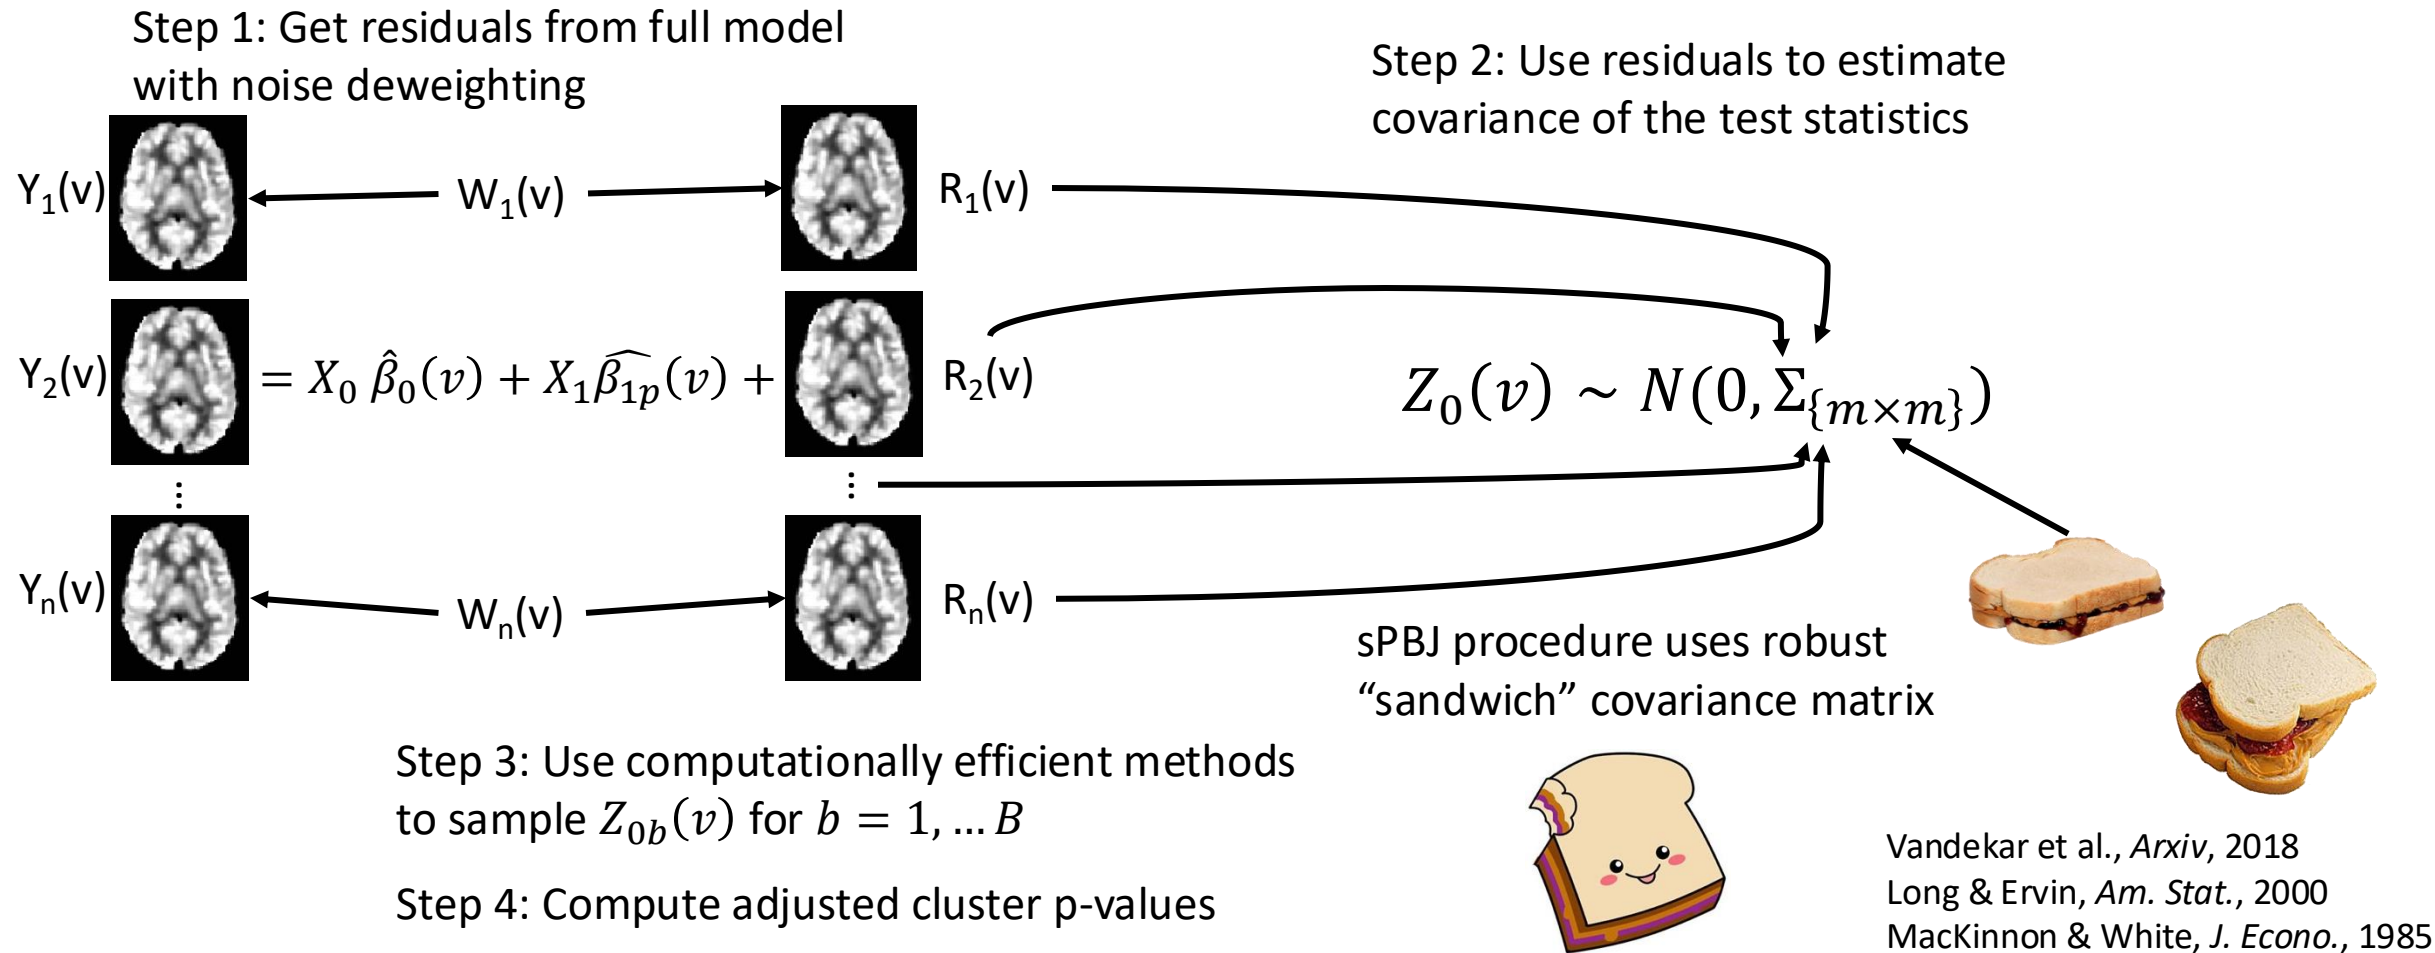 Step 1: Get residuals from full model
with noise deweighting
Step 2: Use residuals to estimate
covariance of the test statistics
Y₁(v)
W₁(v)
R₁(v)
Y₂(v)
= X₀ β̂₀(v) + X₁β̂₁ₚ(v) +
R₂(v)
Z₀(v) ~ N(0, Σ_{m×m})
⋮
⋮
Yₙ(v)
Wₙ(v)
Rₙ(v)
sPBJ procedure uses robust
“sandwich” covariance matrix
Step 3: Use computationally efficient methods
to sample Z₀b(v) for b = 1, … B
Step 4: Compute adjusted cluster p-values
Vandekar et al., Arxiv, 2018
Long & Ervin, Am. Stat., 2000
MacKinnon & White, J. Econo., 1985